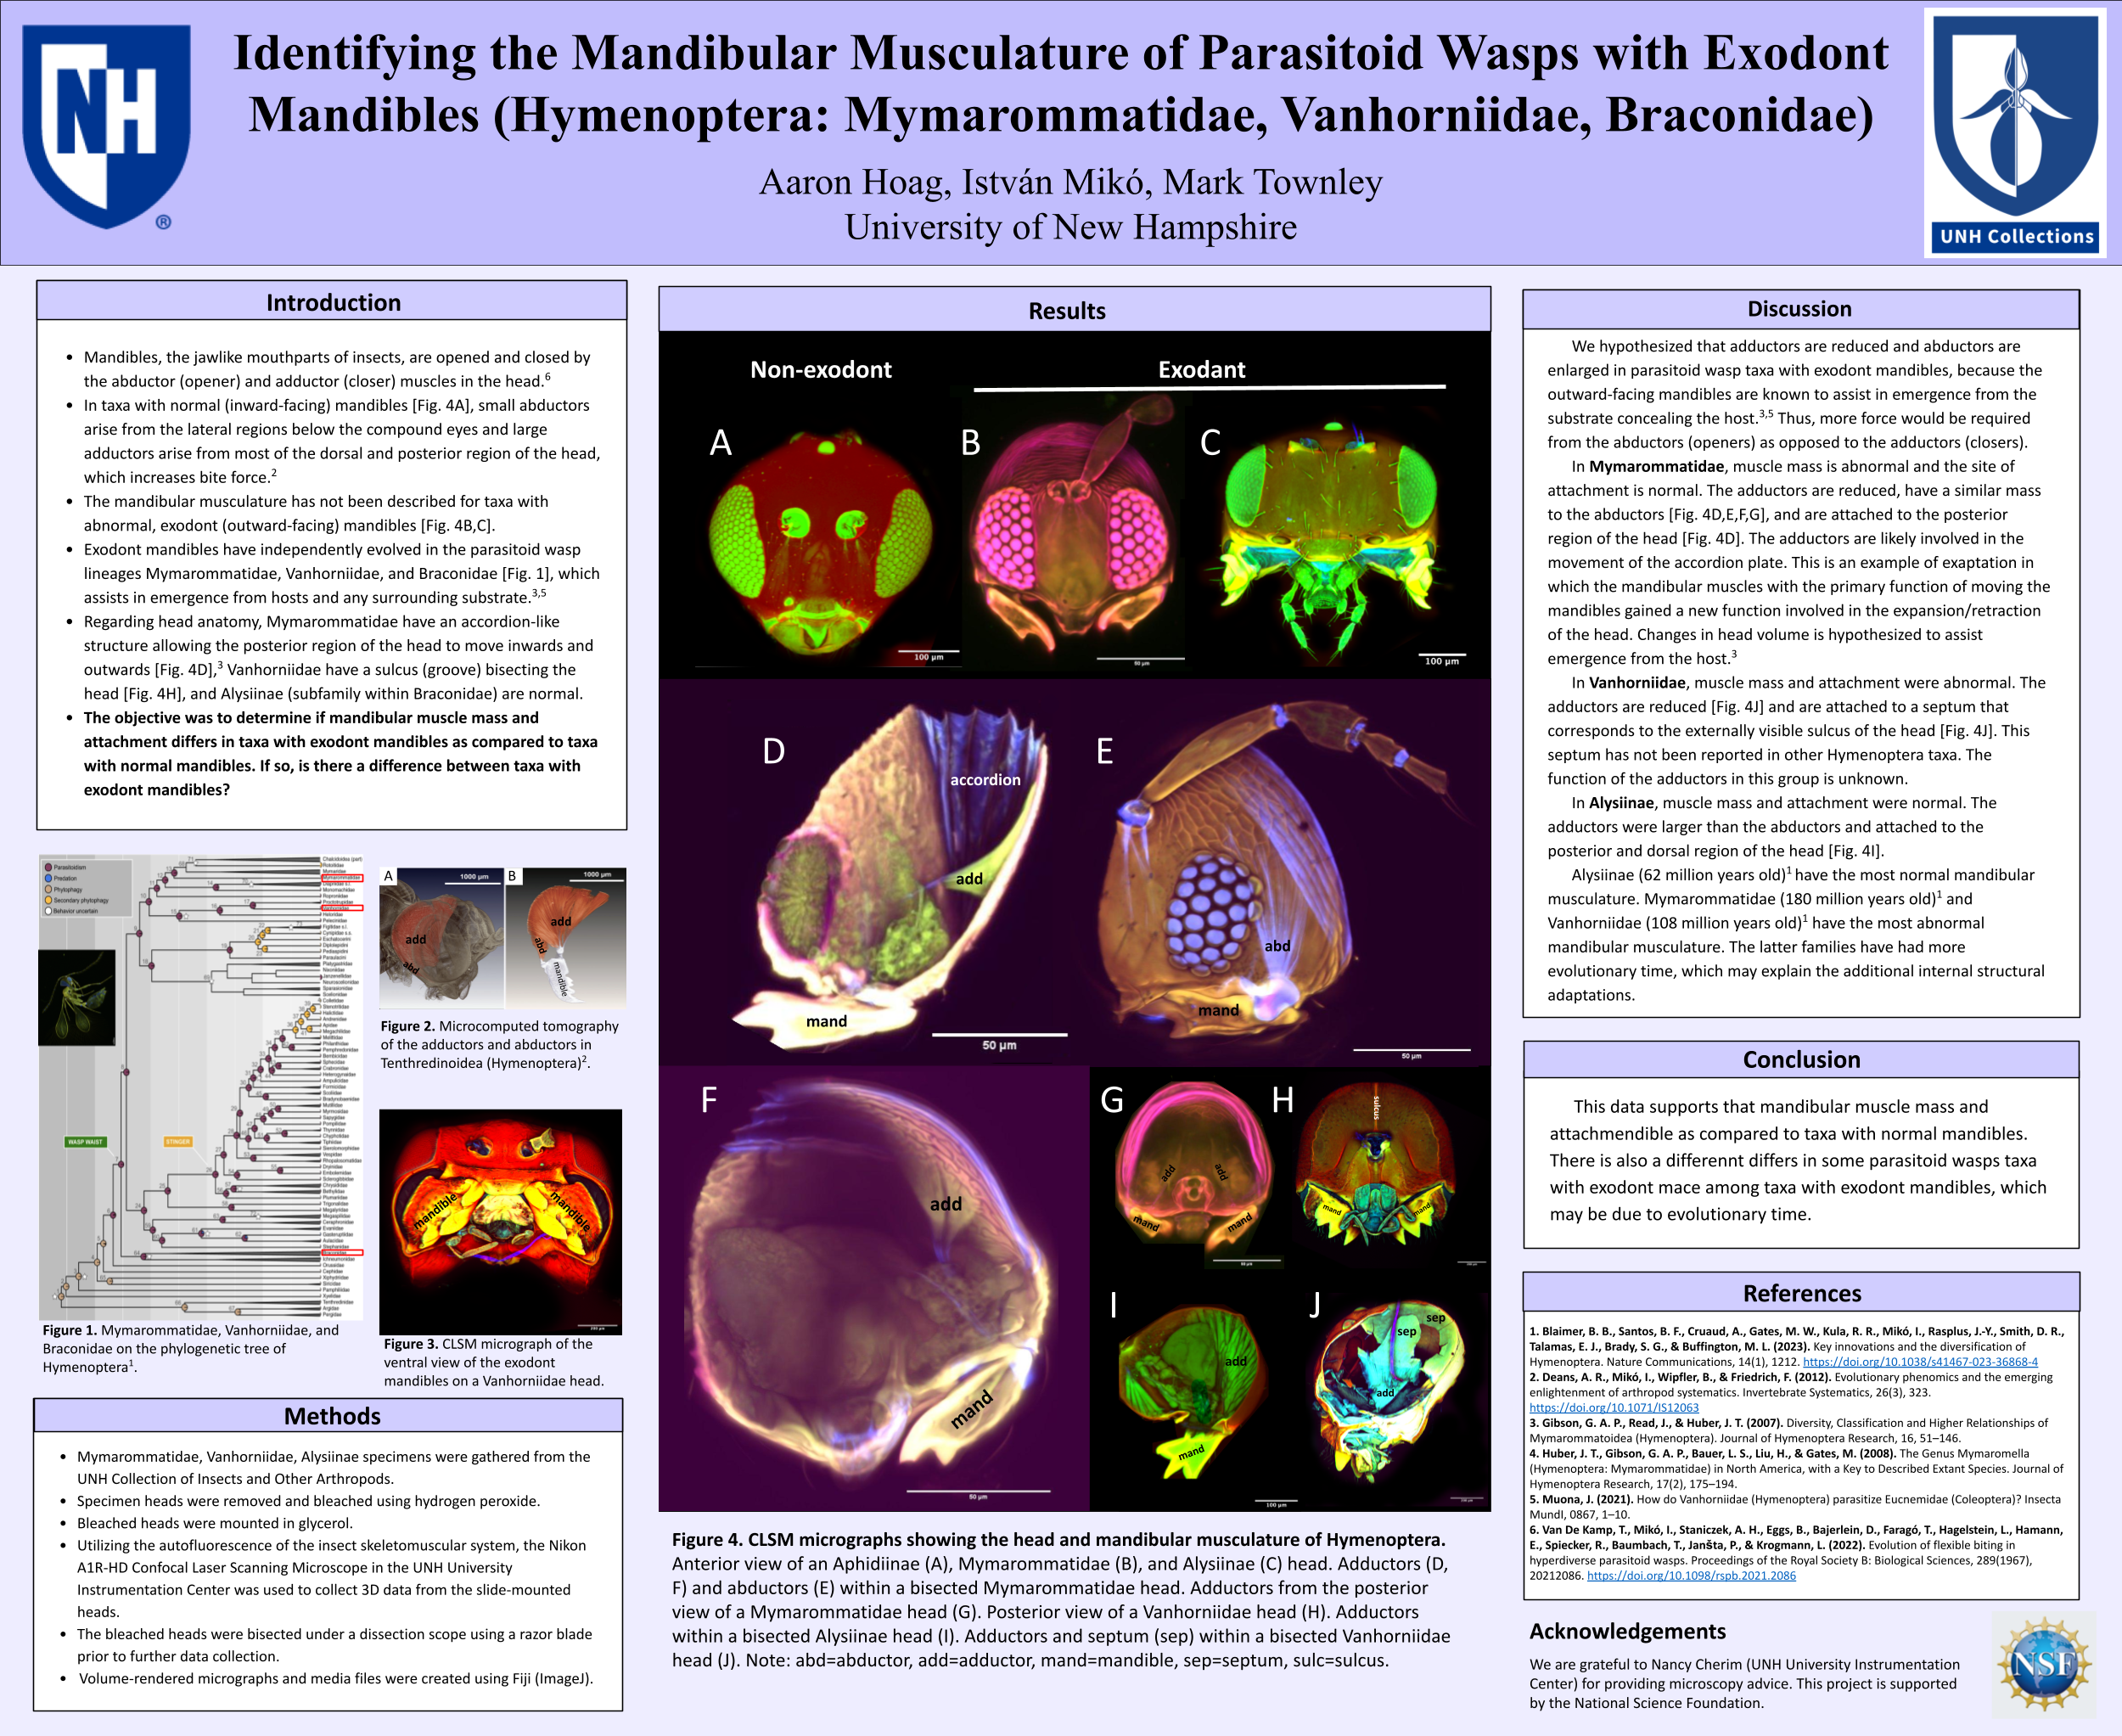 NH
®
Identifying the Mandibular Musculature of Parasitoid Wasps with Exodont
Mandibles (Hymenoptera: Mymarommatidae, Vanhorniidae, Braconidae)
Aaron Hoag, István Mikó, Mark Townley
University of New Hampshire
UNH Collections
Introduction
• Mandibles, the jawlike mouthparts of insects, are opened and closed by
the abductor (opener) and adductor (closer) muscles in the head.6
• In taxa with normal (inward-facing) mandibles [Fig. 4A], small abductors
arise from the lateral regions below the compound eyes and large
adductors arise from most of the dorsal and posterior region of the head,
which increases bite force.2
• The mandibular musculature has not been described for taxa with
abnormal, exodont (outward-facing) mandibles [Fig. 4B,C].
• Exodont mandibles have independently evolved in the parasitoid wasp
lineages Mymarommatidae, Vanhorniidae, and Braconidae [Fig. 1], which
assists in emergence from hosts and any surrounding substrate.3,5
• Regarding head anatomy, Mymarommatidae have an accordion-like
structure allowing the posterior region of the head to move inwards and
outwards [Fig. 4D],3 Vanhorniidae have a sulcus (groove) bisecting the
head [Fig. 4H], and Alysiinae (subfamily within Braconidae) are normal.
• The objective was to determine if mandibular muscle mass and
attachment differs in taxa with exodont mandibles as compared to taxa
with normal mandibles. If so, is there a difference between taxa with
exodont mandibles?
Parasitoidism
Predation
Phytophagy
Secondary phytophagy
Behavior uncertain
WASP WAIST
STINGER
Figure 1. Mymarommatidae, Vanhorniidae, and
Braconidae on the phylogenetic tree of
Hymenoptera1.
A
1000 µm
add
abd
B
1000 µm
add
abd
mandible
Figure 2. Microcomputed tomography
of the adductors and abductors in
Tenthredinoidea (Hymenoptera)2.
mandible
mandible
Figure 3. CLSM micrograph of the
ventral view of the exodont
mandibles on a Vanhorniidae head.
Methods
• Mymarommatidae, Vanhorniidae, Alysiinae specimens were gathered from the
UNH Collection of Insects and Other Arthropods.
• Specimen heads were removed and bleached using hydrogen peroxide.
• Bleached heads were mounted in glycerol.
• Utilizing the autofluorescence of the insect skeletomuscular system, the Nikon
A1R-HD Confocal Laser Scanning Microscope in the UNH University
Instrumentation Center was used to collect 3D data from the slide-mounted
heads.
• The bleached heads were bisected under a dissection scope using a razor blade
prior to further data collection.
• Volume-rendered micrographs and media files were created using Fiji (ImageJ).
Results
Non-exodont
Exodant
A
100 µm
B
50 µm
C
100 µm
D
accordion
add
mand
50 µm
E
abd
mand
50 µm
F
add
mand
50 µm
G
add
add
mand
mand
50 µm
H
sulcus
mand
mand
I
add
mand
100 µm
J
sep
sep
add
Figure 4. CLSM micrographs showing the head and mandibular musculature of Hymenoptera.
Anterior view of an Aphidiinae (A), Mymarommatidae (B), and Alysiinae (C) head. Adductors (D,
F) and abductors (E) within a bisected Mymarommatidae head. Adductors from the posterior
view of a Mymarommatidae head (G). Posterior view of a Vanhorniidae head (H). Adductors
within a bisected Alysiinae head (I). Adductors and septum (sep) within a bisected Vanhorniidae
head (J). Note: abd=abductor, add=adductor, mand=mandible, sep=septum, sulc=sulcus.
Discussion
We hypothesized that adductors are reduced and abductors are
enlarged in parasitoid wasp taxa with exodont mandibles, because the
outward-facing mandibles are known to assist in emergence from the
substrate concealing the host.3,5 Thus, more force would be required
from the abductors (openers) as opposed to the adductors (closers).
In Mymarommatidae, muscle mass is abnormal and the site of
attachment is normal. The adductors are reduced, have a similar mass
to the abductors [Fig. 4D,E,F,G], and are attached to the posterior
region of the head [Fig. 4D]. The adductors are likely involved in the
movement of the accordion plate. This is an example of exaptation in
which the mandibular muscles with the primary function of moving the
mandibles gained a new function involved in the expansion/retraction
of the head. Changes in head volume is hypothesized to assist
emergence from the host.3
In Vanhorniidae, muscle mass and attachment were abnormal. The
adductors are reduced [Fig. 4J] and are attached to a septum that
corresponds to the externally visible sulcus of the head [Fig. 4J]. This
septum has not been reported in other Hymenoptera taxa. The
function of the adductors in this group is unknown.
In Alysiinae, muscle mass and attachment were normal. The
adductors were larger than the abductors and attached to the
posterior and dorsal region of the head [Fig. 4I].
Alysiinae (62 million years old)1 have the most normal mandibular
musculature. Mymarommatidae (180 million years old)1 and
Vanhorniidae (108 million years old)1 have the most abnormal
mandibular musculature. The latter families have had more
evolutionary time, which may explain the additional internal structural
adaptations.
Conclusion
This data supports that mandibular muscle mass and
attachmendible as compared to taxa with normal mandibles.
There is also a differennt differs in some parasitoid wasps taxa
with exodont mace among taxa with exodont mandibles, which
may be due to evolutionary time.
References
1. Blaimer, B. B., Santos, B. F., Cruaud, A., Gates, M. W., Kula, R. R., Mikó, I., Rasplus, J.-Y., Smith, D. R.,
Talamas, E. J., Brady, S. G., & Buffington, M. L. (2023). Key innovations and the diversification of
Hymenoptera. Nature Communications, 14(1), 1212. https://doi.org/10.1038/s41467-023-36868-4
2. Deans, A. R., Mikó, I., Wipfler, B., & Friedrich, F. (2012). Evolutionary phenomics and the emerging
enlightenment of arthropod systematics. Invertebrate Systematics, 26(3), 323.
https://doi.org/10.1071/IS12063
3. Gibson, G. A. P., Read, J., & Huber, J. T. (2007). Diversity, Classification and Higher Relationships of
Mymarommatoidea (Hymenoptera). Journal of Hymenoptera Research, 16, 51–146.
4. Huber, J. T., Gibson, G. A. P., Bauer, L. S., Liu, H., & Gates, M. (2008). The Genus Mymaromella
(Hymenoptera: Mymarommatidae) in North America, with a Key to Described Extant Species. Journal of
Hymenoptera Research, 17(2), 175–194.
5. Muona, J. (2021). How do Vanhorniidae (Hymenoptera) parasitize Eucnemidae (Coleoptera)? Insecta
MundI, 0867, 1–10.
6. Van De Kamp, T., Mikó, I., Staniczek, A. H., Eggs, B., Bajerlein, D., Faragó, T., Hagelstein, L., Hamann,
E., Spiecker, R., Baumbach, T., Janšta, P., & Krogmann, L. (2022). Evolution of flexible biting in
hyperdiverse parasitoid wasps. Proceedings of the Royal Society B: Biological Sciences, 289(1967),
20212086. https://doi.org/10.1098/rspb.2021.2086
Acknowledgements
We are grateful to Nancy Cherim (UNH University Instrumentation
Center) for providing microscopy advice. This project is supported
by the National Science Foundation.
NSF